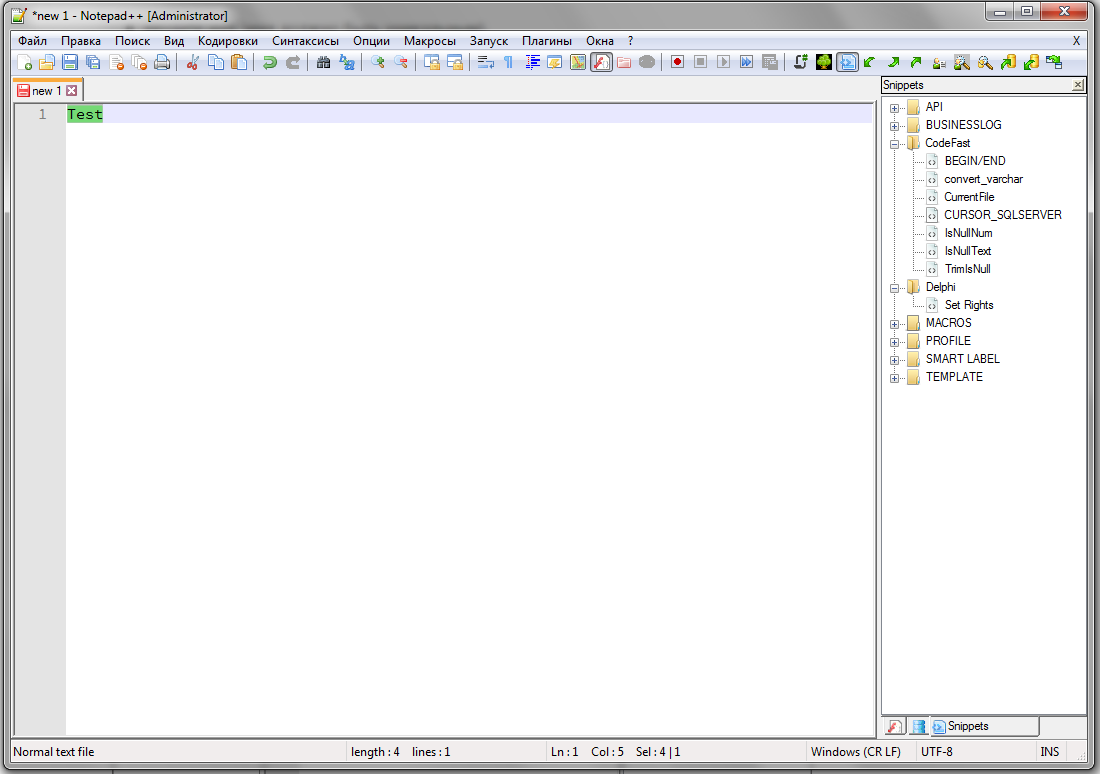 *new 1 - Notepad++ [Administrator]
Файл Правка Поиск Вид Кодировки Синтаксисы Опции Макросы Запуск Плагины Окна ? X
new 1
Snippets
1 Test
API
BUSINESSLOG
CodeFast
BEGIN/END
convert_varchar
CurrentFile
CURSOR_SQLSERVER
IsNullNum
IsNullText
TrimIsNull
Delphi
Set Rights
MACROS
PROFILE
SMART LABEL
TEMPLATE
Snippets
Normal text file length : 4 lines : 1 Ln : 1 Col : 5 Sel : 4 | 1 Windows (CR LF) UTF-8 INS